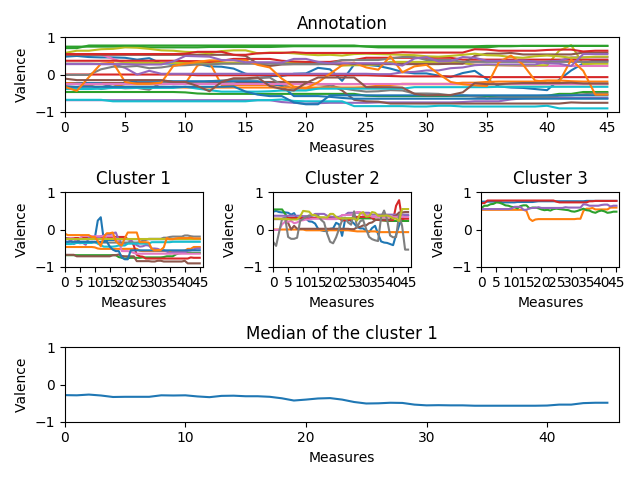 Annotation
Valence
1
0
−1
0 5 10 15 20 25 30 35 40 45
Measures
Cluster 1
Valence
1
0
−1
0 5 1015202530354045
Measures
Cluster 2
Valence
1
0
−1
0 5 1015202530354045
Measures
Cluster 3
Valence
1
0
−1
0 5 1015202530354045
Measures
Median of the cluster 1
Valence
1
0
−1
0 10 20 30 40
Measures